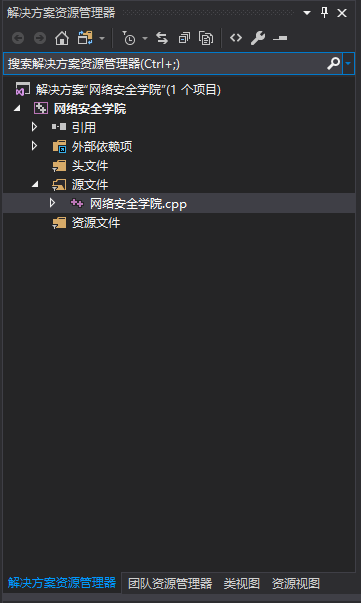 解决方案资源管理器
搜索解决方案资源管理器(Ctrl+;)
解决方案"网络安全学院"(1 个项目)
网络安全学院
引用
外部依赖项
头文件
源文件
网络安全学院.cpp
资源文件
解决方案资源管理器 团队资源管理器 类视图 资源视图